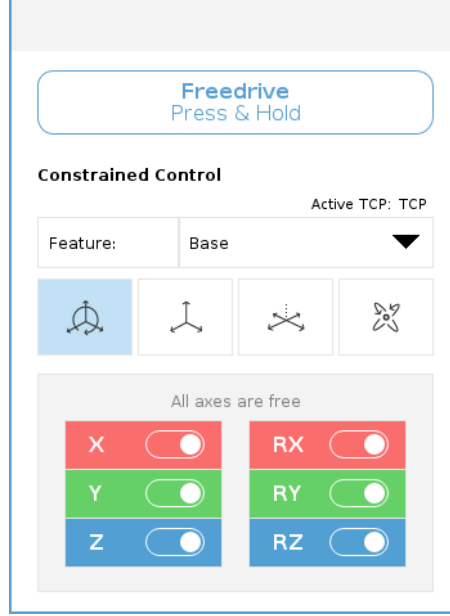 Freedrive
Press & Hold
Constrained Control
Active TCP: TCP
Feature: Base
All axes are free
X RX
Y RY
Z RZ